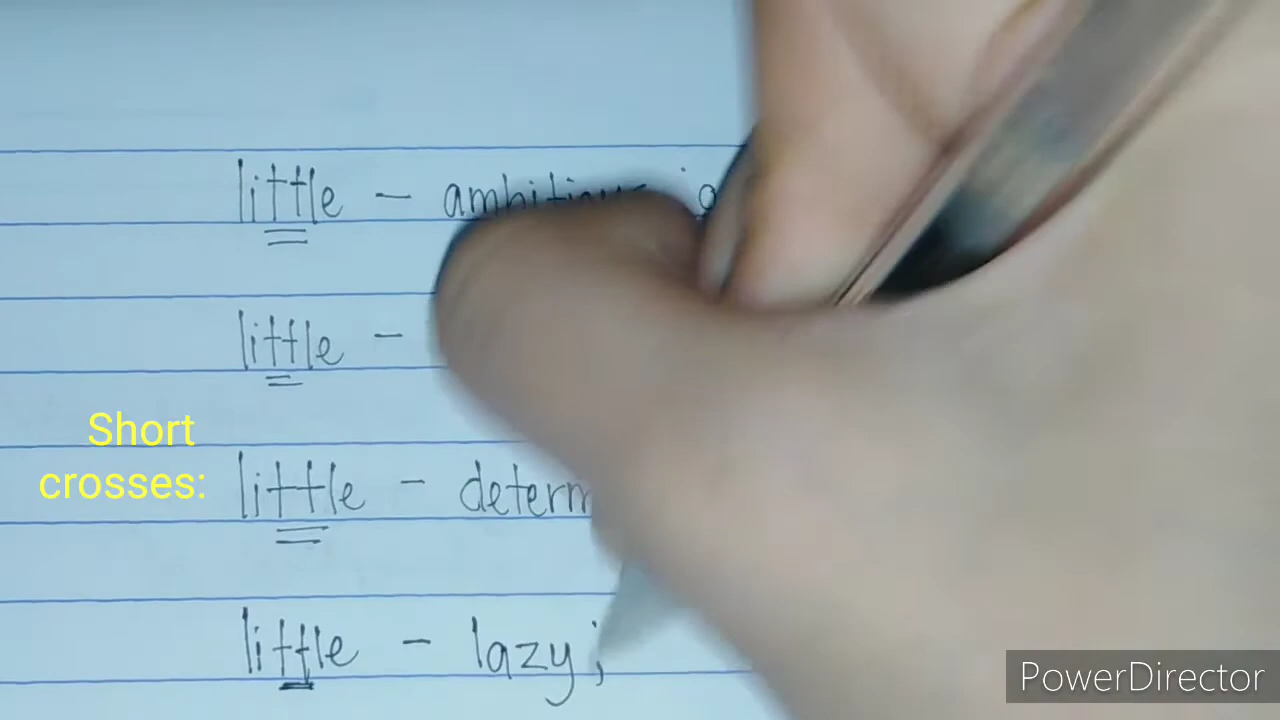 little - ambitious
little -
Short
crosses:
little - determ
little - lazy;
PowerDirector